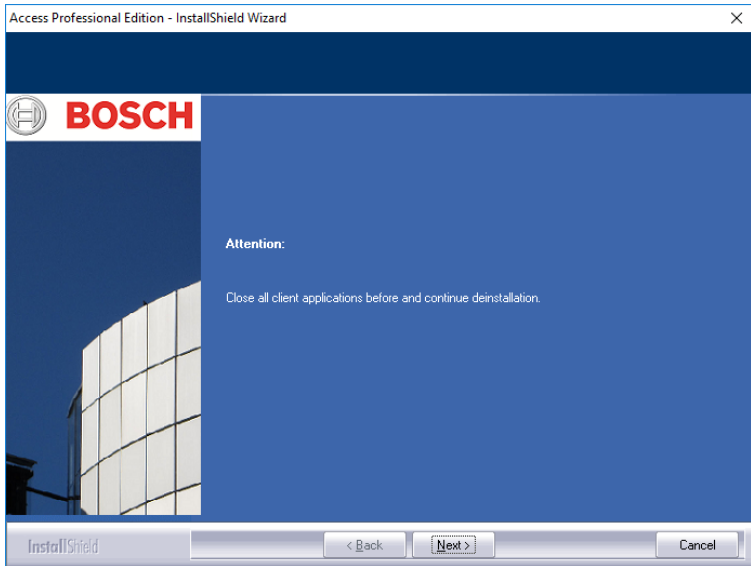 Access Professional Edition - InstallShield Wizard
BOSCH
Attention:
Close all client applications before and continue deinstallation.
InstallShield
< Back
Next >
Cancel